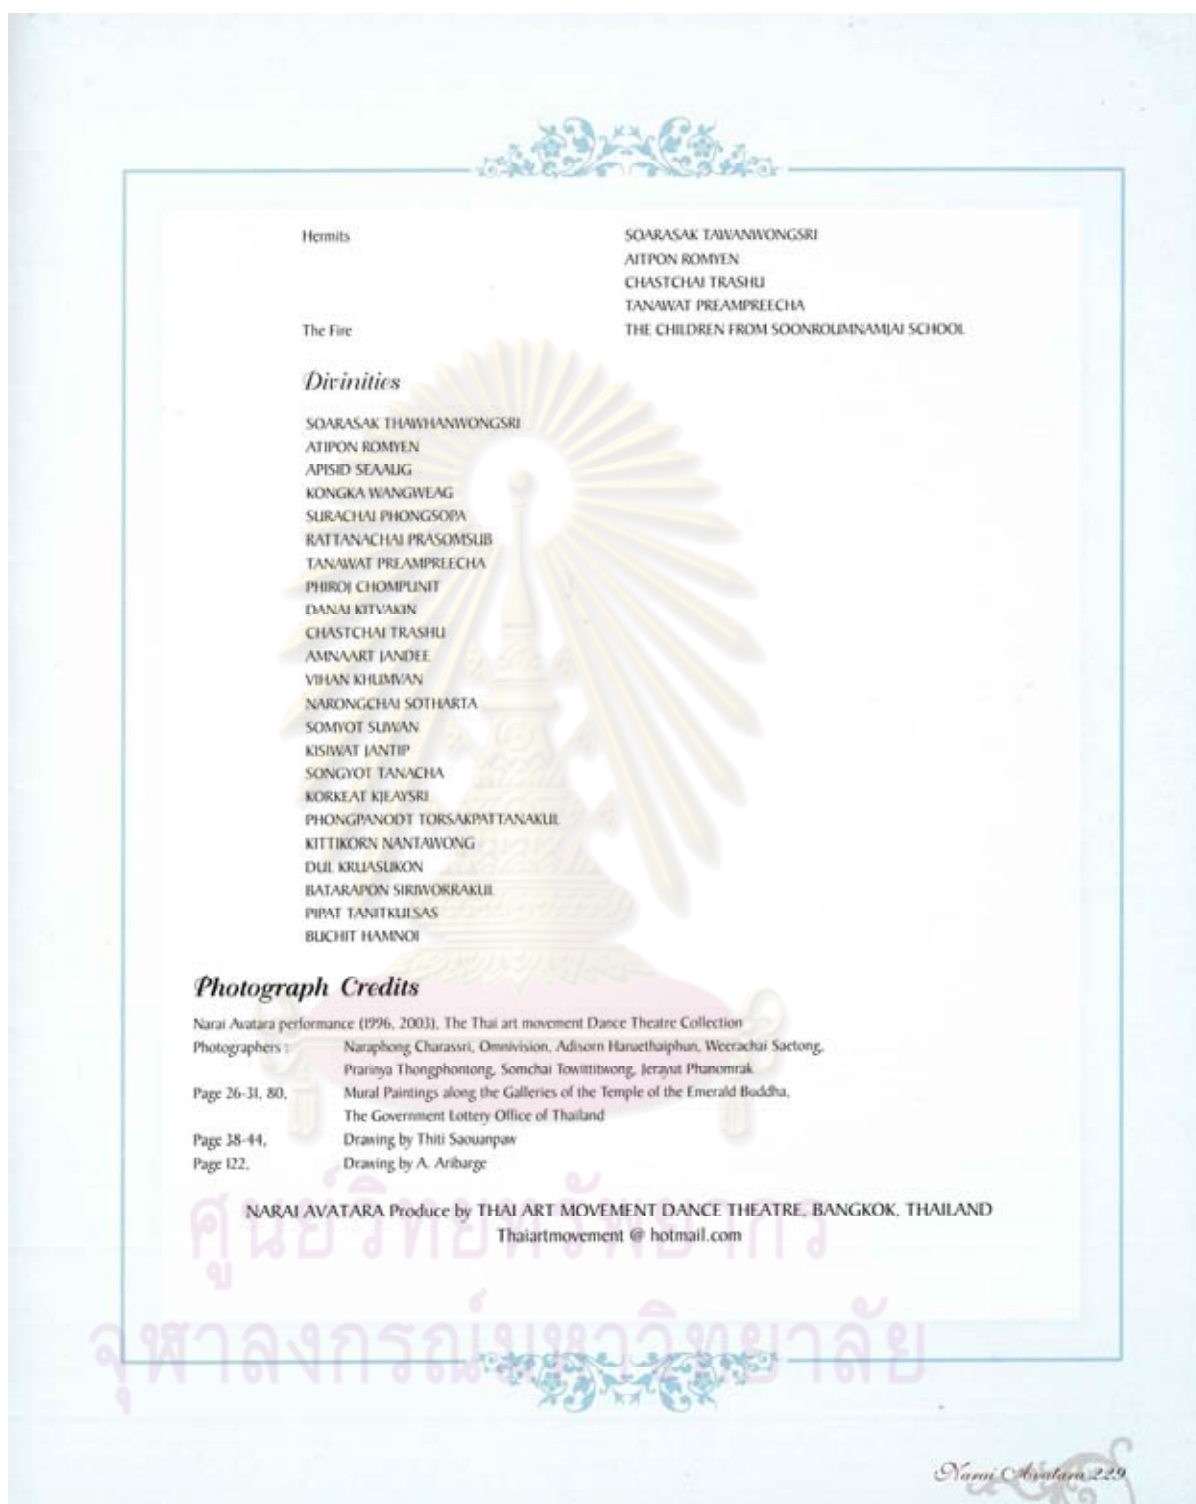 Hermits SOARASAK TAWANWONGSRI
AITPON ROMYEN
CHASTCHAI TRASHU
TANAWAT PREAMPREECHA
The Fire THE CHILDREN FROM SOONROUMNAMJAI SCHOOL
Divinities
SOARASAK THAWHANWONGSRI
ATIPON ROMYEN
APISID SEAAUG
KONGKA WANGWEAG
SURACHAI PHONGSOPA
RATTANACHAI PRASOMSUB
TANAWAT PREAMPREECHA
PHIROJ CHOMPUNIT
DANAI KITVAKIN
CHASTCHAI TRASHU
AMNAART JANDEE
VIHAN KHUMVAN
NARONGCHAI SOTHARTA
SOMYOT SUWAN
KISIWAT JANTIP
SONGYOT TANACHA
KORKEAT KJEAYSRI
PHONGPANODT TORSAKPATTANAKUL
KITTIKORN NANTAWONG
DUL KRUASUKON
BATARAPON SIRIWORRAKUL
PIPAT TANITKULSAS
BUCHIT HAMNOI
Photograph Credits
Narai Avatara performance (1996, 2003), The Thai art movement Dance Theatre Collection
Photographers : Naraphong Charassri, Omnivision, Adisorn Haruethaiphun, Weerachai Saetong,
Prarinya Thongphontong, Somchai Towittitwong, Jerayut Phanomrak
Page 26-31, 80, Mural Paintings along the Galleries of the Temple of the Emerald Buddha,
The Government Lottery Office of Thailand
Page 38-44, Drawing by Thiti Saouanpaw
Page 122, Drawing by A. Aribarge
NARAI AVATARA Produce by THAI ART MOVEMENT DANCE THEATRE, BANGKOK, THAILAND
Thaiartmovement @ hotmail.com
ศูนย์วิทยทรัพยากร
จุฬาลงกรณ์มหาวิทยาลัย
Narai Avatara 229